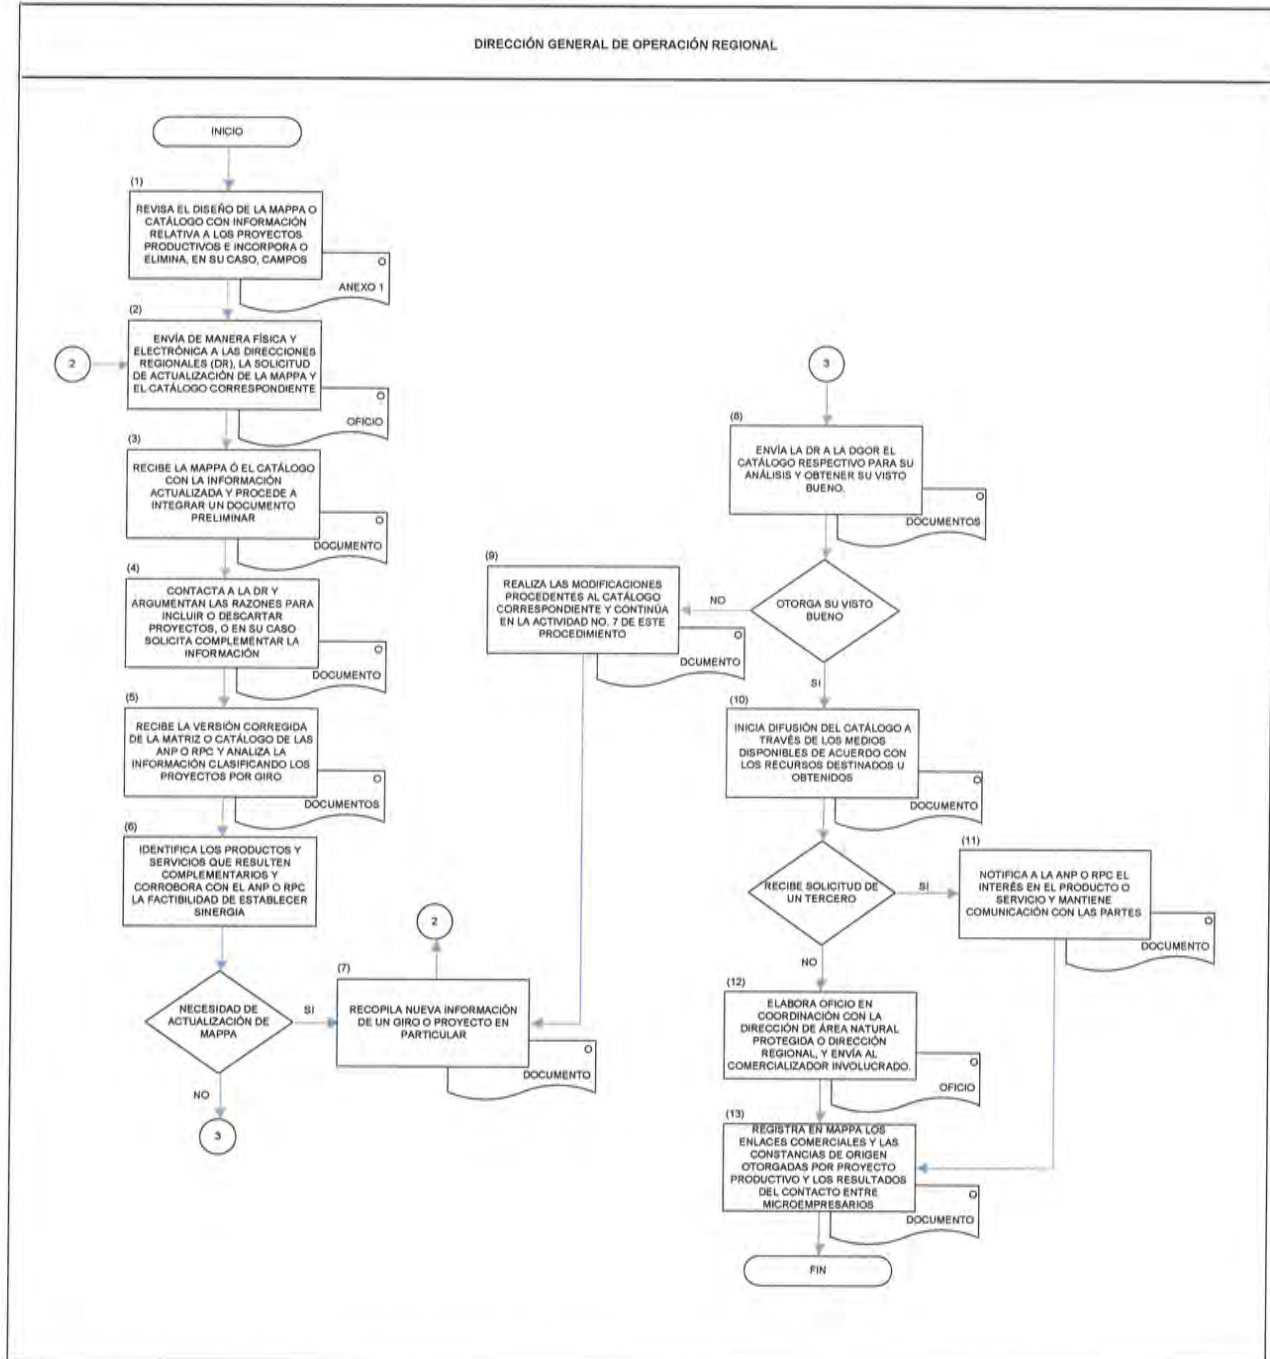 DIRECCIÓN GENERAL DE OPERACIÓN REGIONAL
INICIO
(1)
REVISA EL DISEÑO DE LA MAPPA O
CATÁLOGO CON INFORMACIÓN
RELATIVA A LOS PROYECTOS
PRODUCTIVOS E INCORPORA O
ELIMINA, EN SU CASO, CAMPOS
ANEXO 1
(2)
ENVÍA DE MANERA FÍSICA Y
ELECTRÓNICA A LAS DIRECCIONES
REGIONALES (DR), LA SOLICITUD
DE ACTUALIZACIÓN DE LA MAPPA Y
EL CATÁLOGO CORRESPONDIENTE
2
OFICIO
(3)
RECIBE LA MAPPA Ó EL CATÁLOGO
CON LA INFORMACIÓN
ACTUALIZADA Y PROCEDE A
INTEGRAR UN DOCUMENTO
PRELIMINAR
DOCUMENTO
(4)
CONTACTA A LA DR Y
ARGUMENTAN LAS RAZONES PARA
INCLUIR O DESCARTAR
PROYECTOS, O EN SU CASO
SOLICITA COMPLEMENTAR LA
INFORMACIÓN
DOCUMENTO
(5)
RECIBE LA VERSIÓN CORREGIDA
DE LA MATRIZ O CATÁLOGO DE LAS
ANP O RPC Y ANALIZA LA
INFORMACIÓN CLASIFICANDO LOS
PROYECTOS POR GIRO
DOCUMENTOS
(6)
IDENTIFICA LOS PRODUCTOS Y
SERVICIOS QUE RESULTEN
COMPLEMENTARIOS Y
CORROBORA CON EL ANP O RPC
LA FACTIBILIDAD DE ESTABLECER
SINERGIA
NECESIDAD DE
ACTUALIZACIÓN DE
MAPPA
SI
NO
3
2
(7)
RECOPILA NUEVA INFORMACIÓN
DE UN GIRO O PROYECTO EN
PARTICULAR
DOCUMENTO
3
(8)
ENVÍA LA DR A LA DGOR EL
CATÁLOGO RESPECTIVO PARA SU
ANÁLISIS Y OBTENER SU VISTO
BUENO.
DOCUMENTOS
OTORGA SU VISTO
BUENO
NO
SI
(9)
REALIZA LAS MODIFICACIONES
PROCEDENTES AL CATÁLOGO
CORRESPONDIENTE Y CONTINÚA
EN LA ACTIVIDAD NO. 7 DE ESTE
PROCEDIMIENTO
DCUMENTO
(10)
INICIA DIFUSIÓN DEL CATÁLOGO A
TRAVÉS DE LOS MEDIOS
DISPONIBLES DE ACUERDO CON
LOS RECURSOS DESTINADOS U
OBTENIDOS
DOCUMENTO
RECIBE SOLICITUD DE
UN TERCERO
SI
NO
(11)
NOTIFICA A LA ANP O RPC EL
INTERÉS EN EL PRODUCTO O
SERVICIO Y MANTIENE
COMUNICACIÓN CON LAS PARTES
DOCUMENTO
(12)
ELABORA OFICIO EN
COORDINACIÓN CON LA
DIRECCIÓN DE ÁREA NATURAL
PROTEGIDA O DIRECCIÓN
REGIONAL, Y ENVÍA AL
COMERCIALIZADOR INVOLUCRADO.
OFICIO
(13)
REGISTRA EN MAPPA LOS
ENLACES COMERCIALES Y LAS
CONSTANCIAS DE ORIGEN
OTORGADAS POR PROYECTO
PRODUCTIVO Y LOS RESULTADOS
DEL CONTACTO ENTRE
MICROEMPRESARIOS
DOCUMENTO
FIN